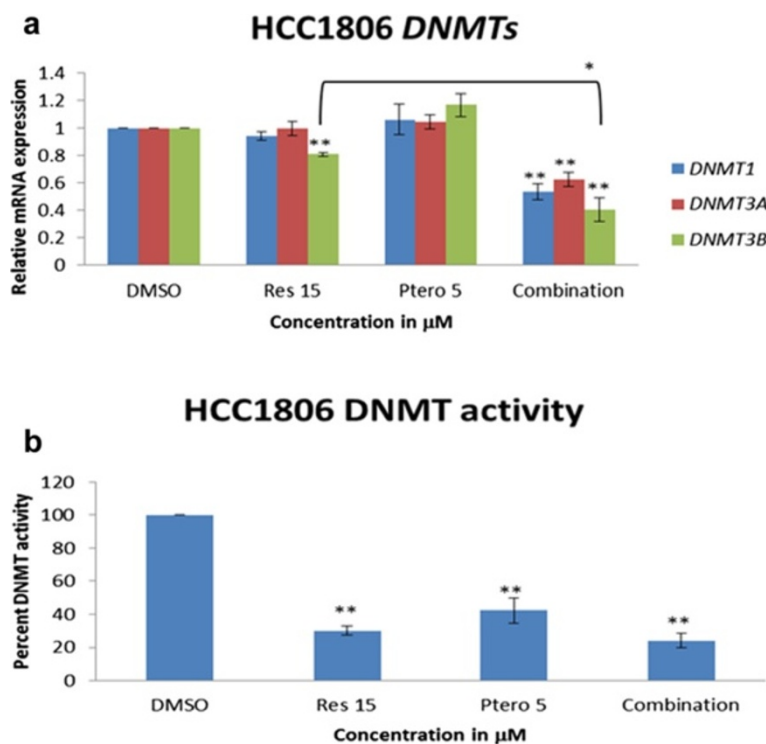 a
HCC1806 DNMTs
Relative mRNA expression
1.4
1.2
1
0.8
0.6
0.4
0.2
0
*
**
**
**
**
DNMT1
DNMT3A
DNMT3B
DMSO
Res 15
Ptero 5
Combination
Concentration in μM
b
HCC1806 DNMT activity
Percent DNMT activity
120
100
80
60
40
20
0
**
**
**
DMSO
Res 15
Ptero 5
Combination
Concentration in μM